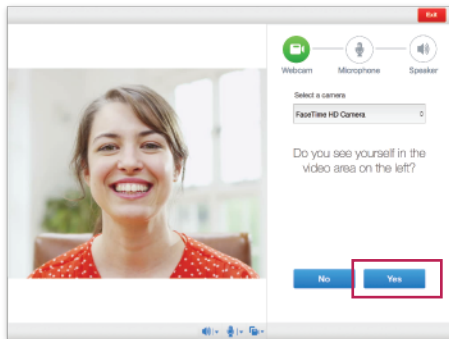 Exit
Webcam Microphone Speaker
Select a camera
FaceTime HD Camera
Do you see yourself in the
video area on the left?
No Yes